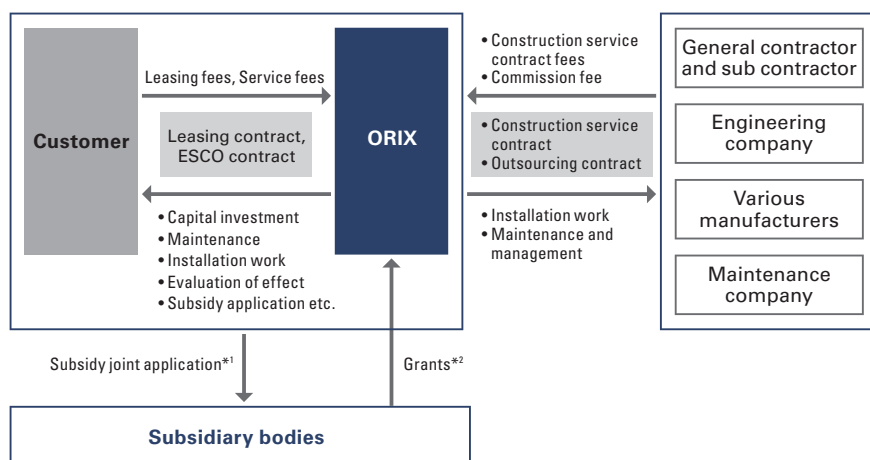 Customer
Leasing fees, Service fees
Leasing contract,
ESCO contract
• Capital investment
• Maintenance
• Installation work
• Evaluation of effect
• Subsidy application etc.
ORIX
• Construction service
contract fees
• Commission fee
• Construction service
contract
• Outsourcing contract
• Installation work
• Maintenance and
management
General contractor
and sub contractor
Engineering
company
Various
manufacturers
Maintenance
company
Subsidy joint application*1
Grants*2
Subsidiary bodies